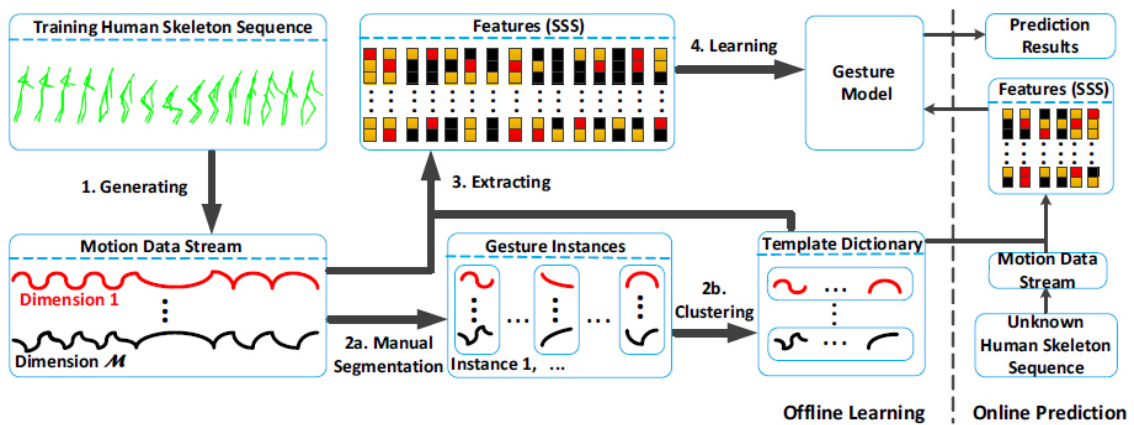 Training Human Skeleton Sequence
Features (SSS)
4. Learning
Gesture
Model
Prediction
Results
Features (SSS)
1. Generating
3. Extracting
Motion Data Stream
Dimension 1
Dimension M
2a. Manual
Segmentation
Gesture Instances
Instance 1, ...
2b.
Clustering
Template Dictionary
Motion Data
Stream
Unknown
Human Skeleton
Sequence
Offline Learning
Online Prediction